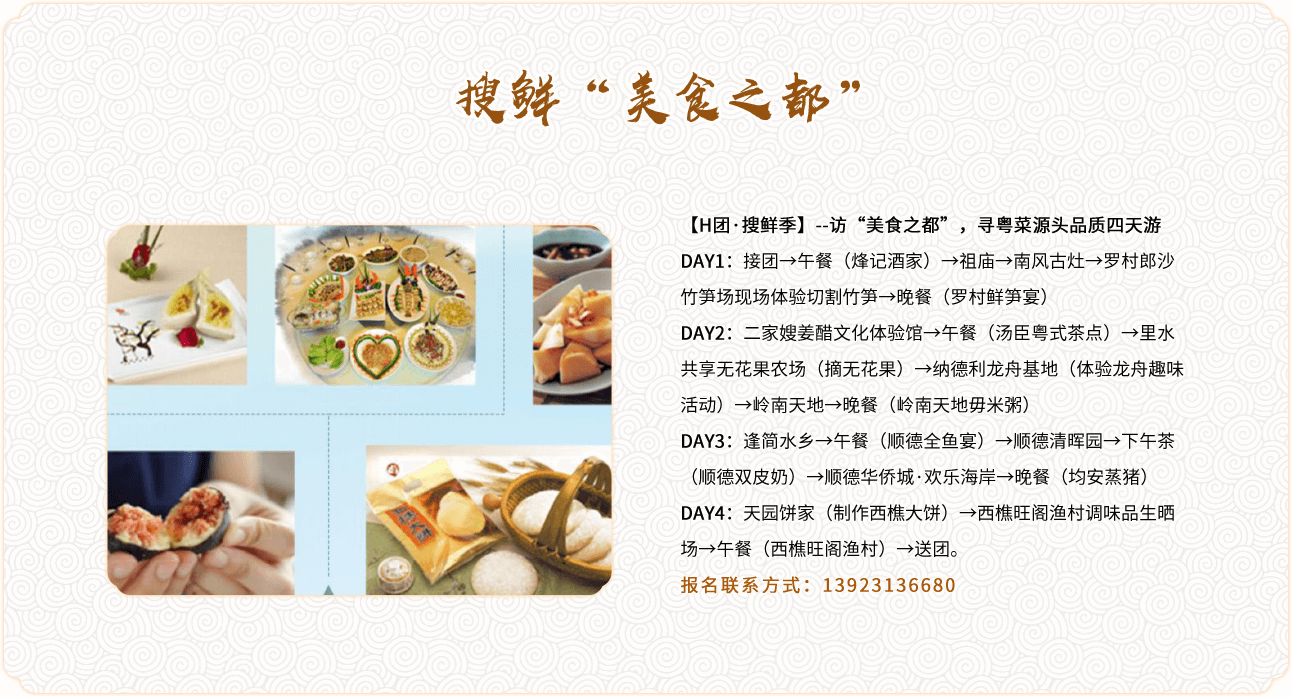 搜鲜“美食之都”
【H团·搜鲜季】--访“美食之都”，寻粤菜源头品质四天游
DAY1：接团→午餐（烽记酒家）→祖庙→南风古灶→罗村郎沙
竹笋场现场体验切割竹笋→晚餐（罗村鲜笋宴）
DAY2：二家嫂姜醋文化体验馆→午餐（汤臣粤式茶点）→里水
共享无花果农场（摘无花果）→纳德利龙舟基地（体验龙舟趣味
活动）→岭南天地→晚餐（岭南天地毋米粥）
DAY3：逢简水乡→午餐（顺德全鱼宴）→顺德清晖园→下午茶
（顺德双皮奶）→顺德华侨城·欢乐海岸→晚餐（均安蒸猪）
DAY4：天园饼家（制作西樵大饼）→西樵旺阁渔村调味品生晒
场→午餐（西樵旺阁渔村）→送团。
报名联系方式：13923136680